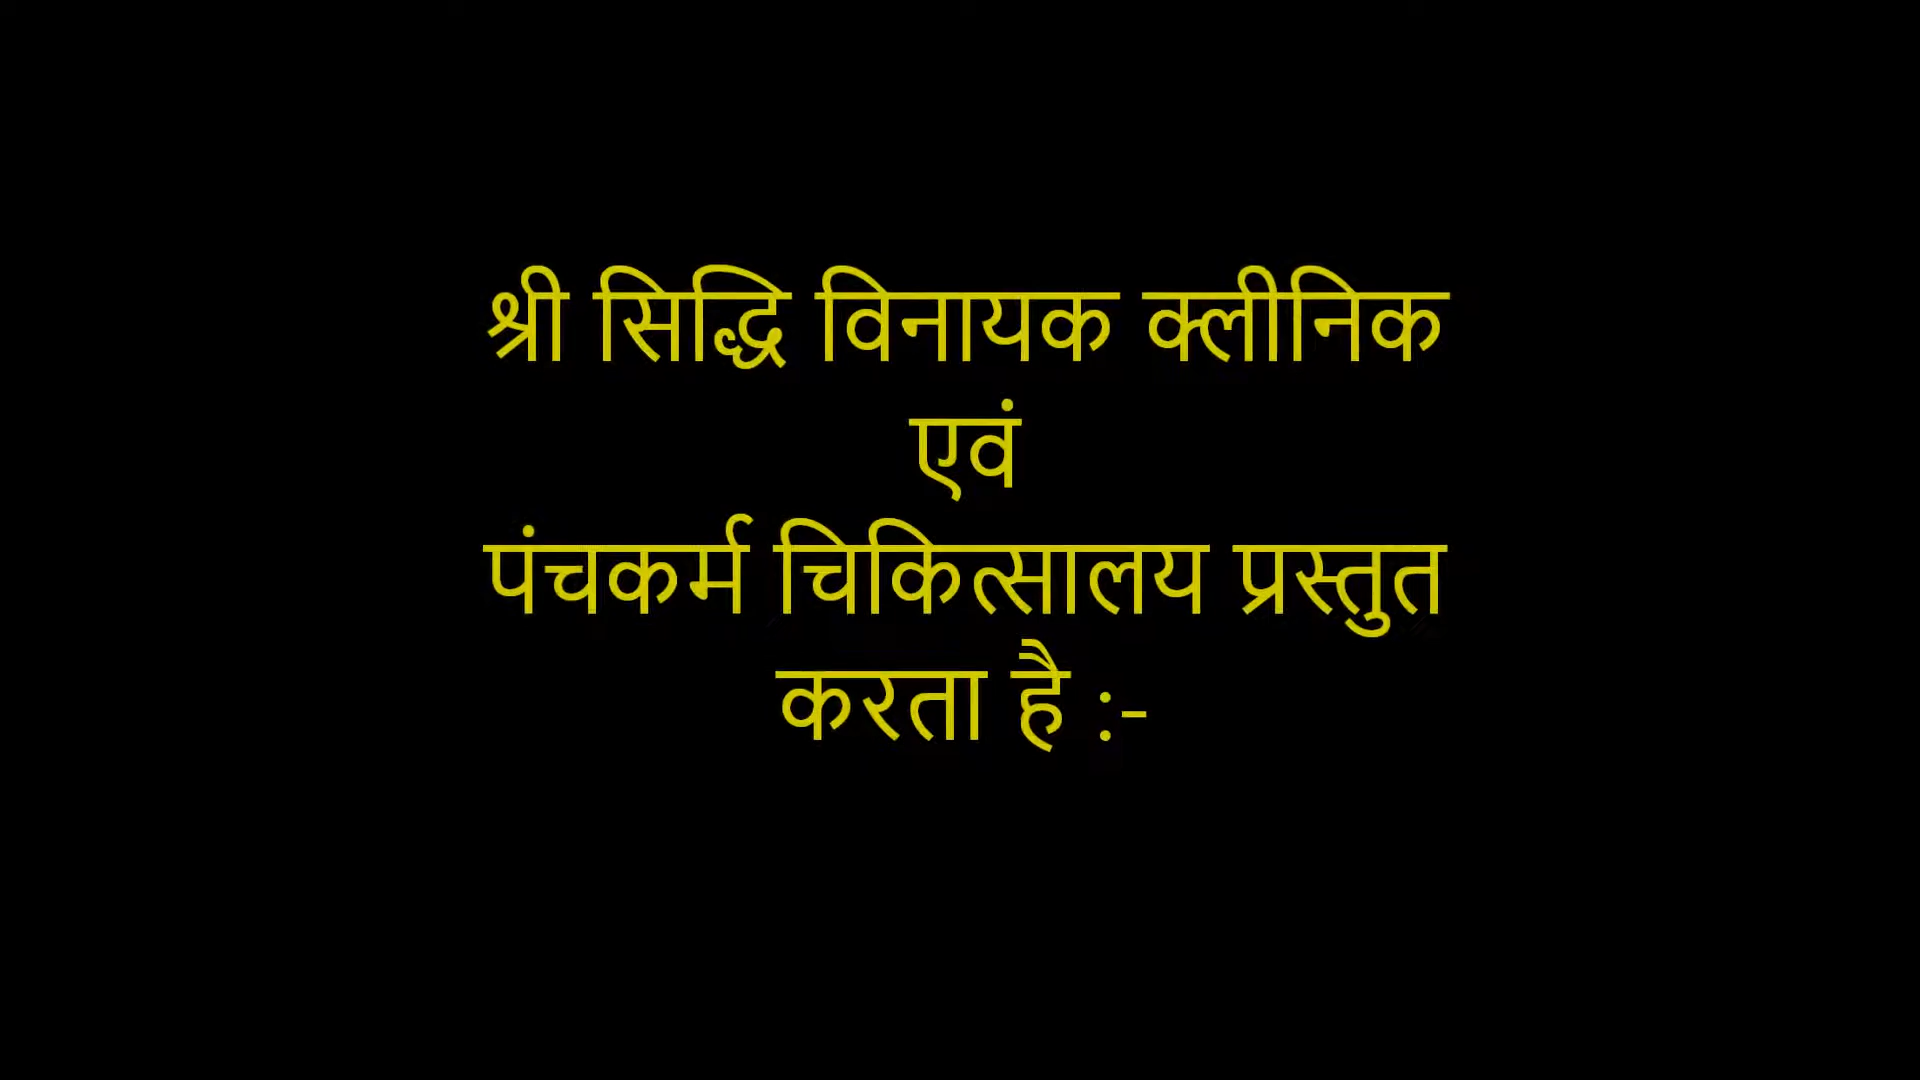 श्री सिद्धि विनायक क्लीनिक
एवं
पंचकर्म चिकित्सालय प्रस्तुत
करता है :-